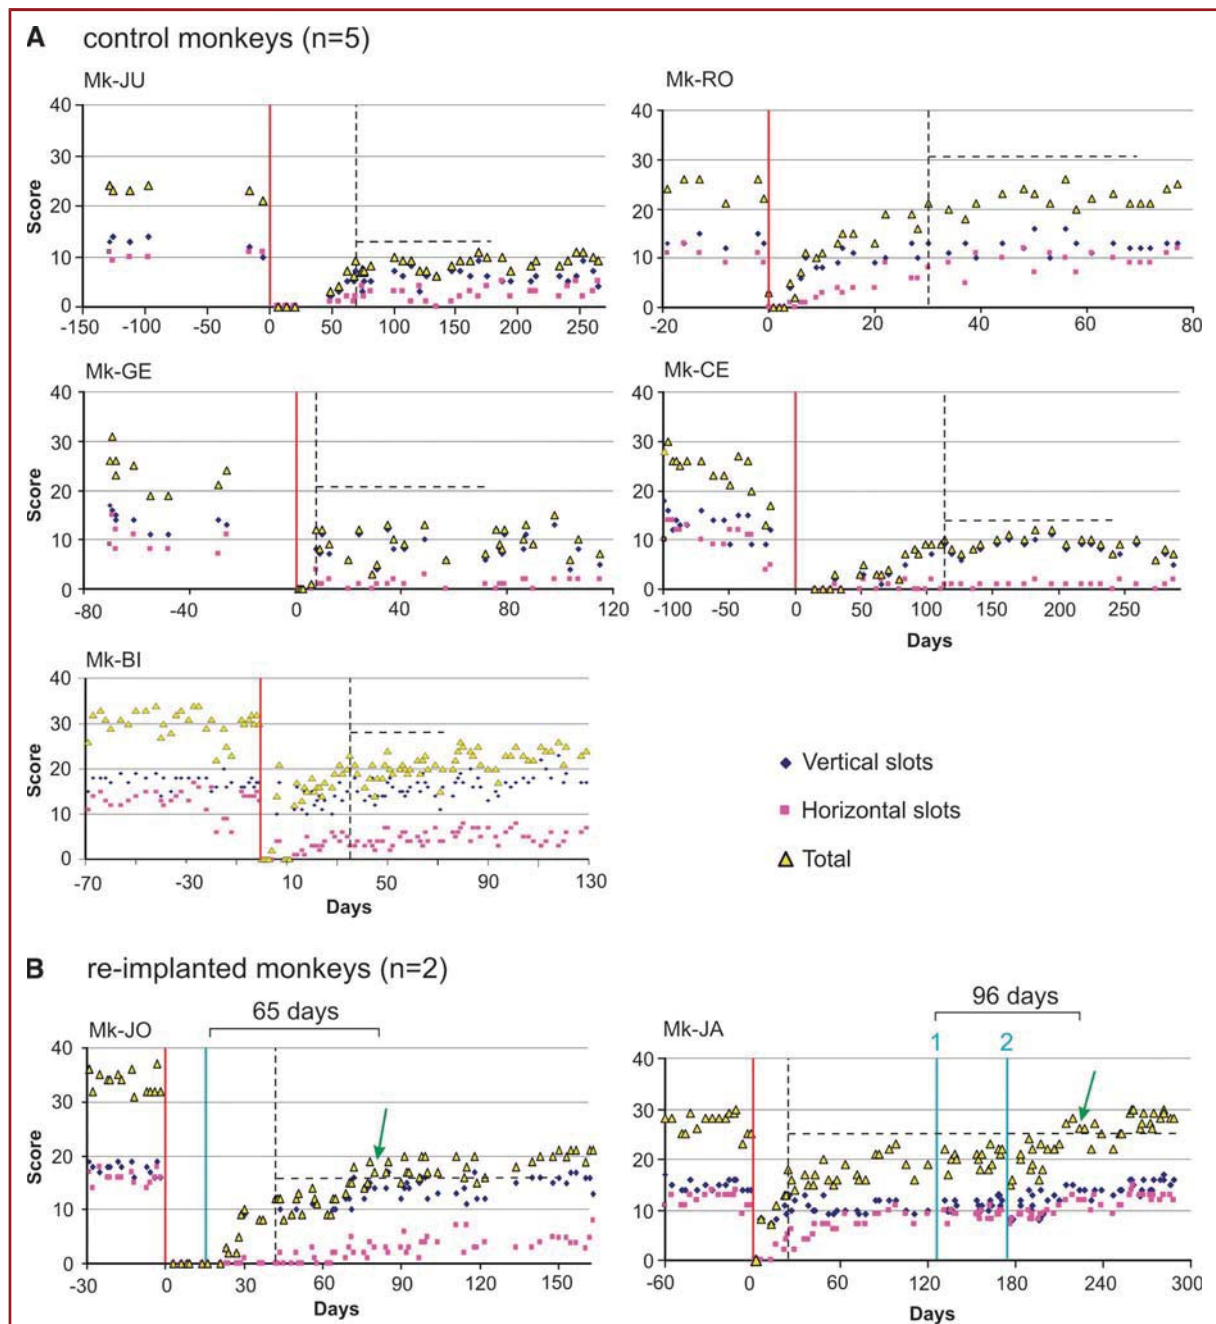 A control monkeys (n=5)
Mk-JU
40
30
20
10
0
Score
-150 -100 -50 0 50 100 150 200 250
Mk-RO
40
30
20
10
0
-20 0 20 40 60 80
Mk-GE
40
30
20
10
0
Score
-80 -40 0 40 80 120
Mk-CE
40
30
20
10
0
-100 -50 0 50 100 150 200 250
Days
Mk-BI
40
30
20
10
0
Score
-70 -30 10 50 90 130
Days
Vertical slots
Horizontal slots
Total
B re-implanted monkeys (n=2)
65 days
Mk-JO
40
30
20
10
0
Score
-30 0 30 60 90 120 150
Days
96 days
Mk-JA
1 2
40
30
20
10
0
-60 0 60 120 180 240 300
Days